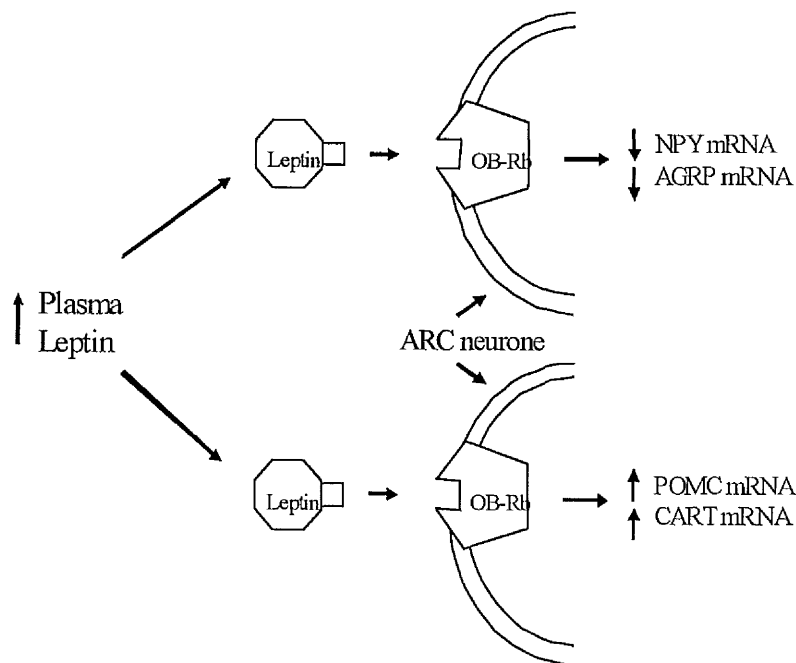 Leptin
OB-Rb
NPY mRNA
AGRP mRNA
Plasma
Leptin
ARC neurone
Leptin
OB-Rb
POMC mRNA
CART mRNA